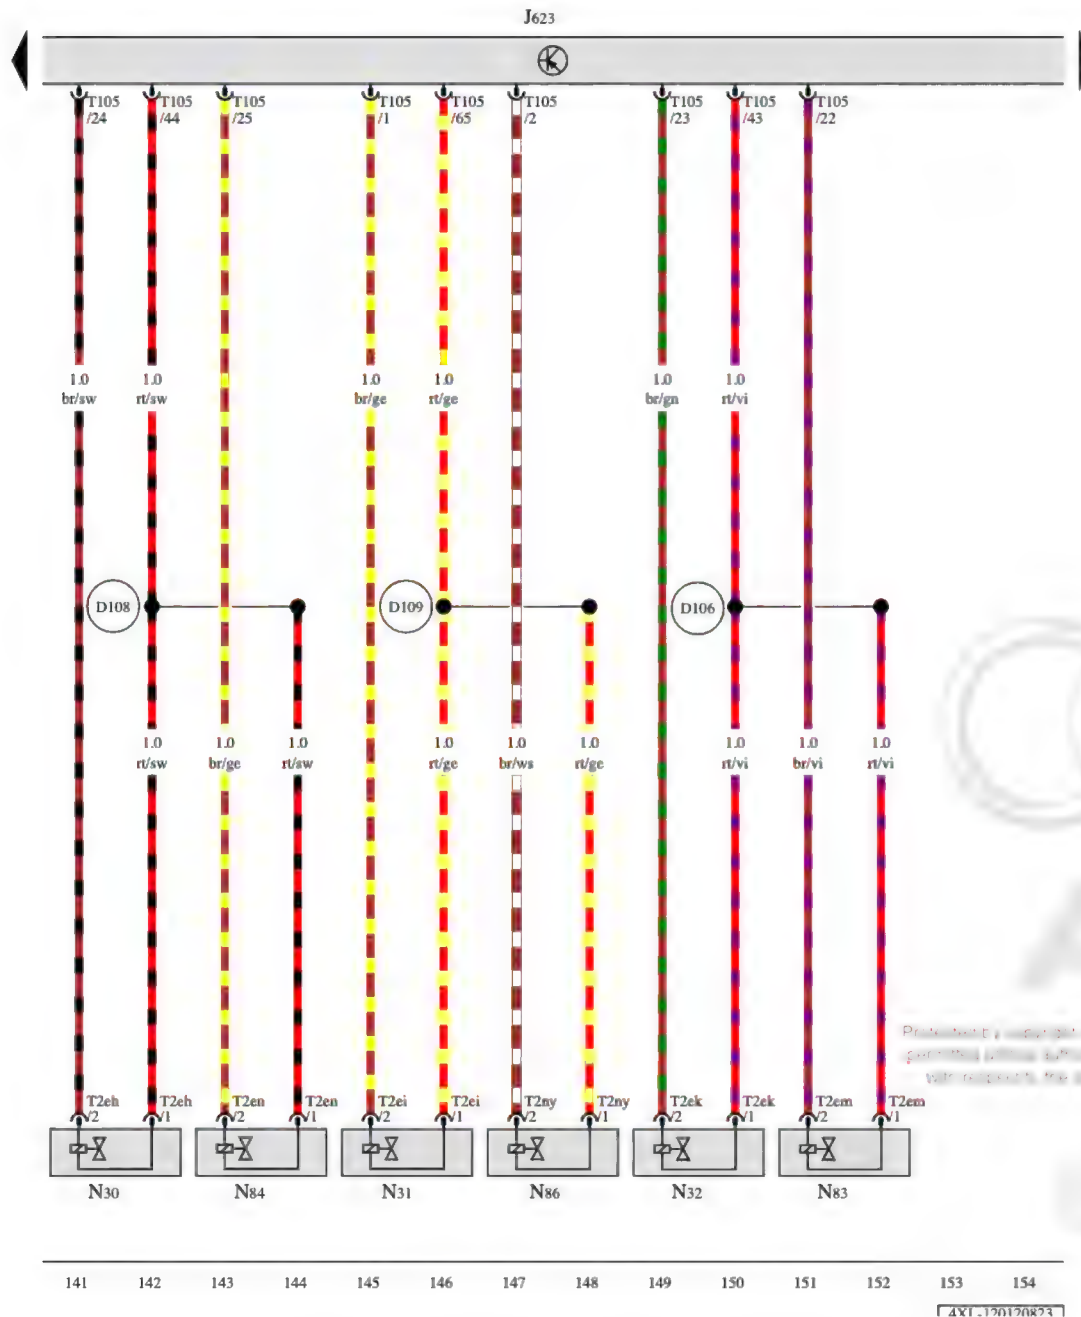 J623
T105 T105 T105 T105 T105 T105 T105 T105 T105
/24 /44 /25 /1 /65 /2 /23 /43 /22
1.0 1.0 1.0 1.0 1.0 1.0
br/sw rt/sw br/ge rt/ge br/gn rt/vi
D108 D109 D106
1.0 1.0 1.0 1.0 1.0 1.0 1.0 1.0 1.0
rt/sw br/ge rt/sw rt/ge br/ws rt/ge rt/vi br/vi rt/vi
Protected by copyright
T2eh T2eh T2en T2en T2ei T2ei T2ny T2ny T2ek T2ek T2em T2em
/2 /1 /2 /1 /2 /1 /2 /1 /2 /1 /2 /1
N30 N84 N31 N86 N32 N83
141 142 143 144 145 146 147 148 149 150 151 152 153 154
4XL-120120823